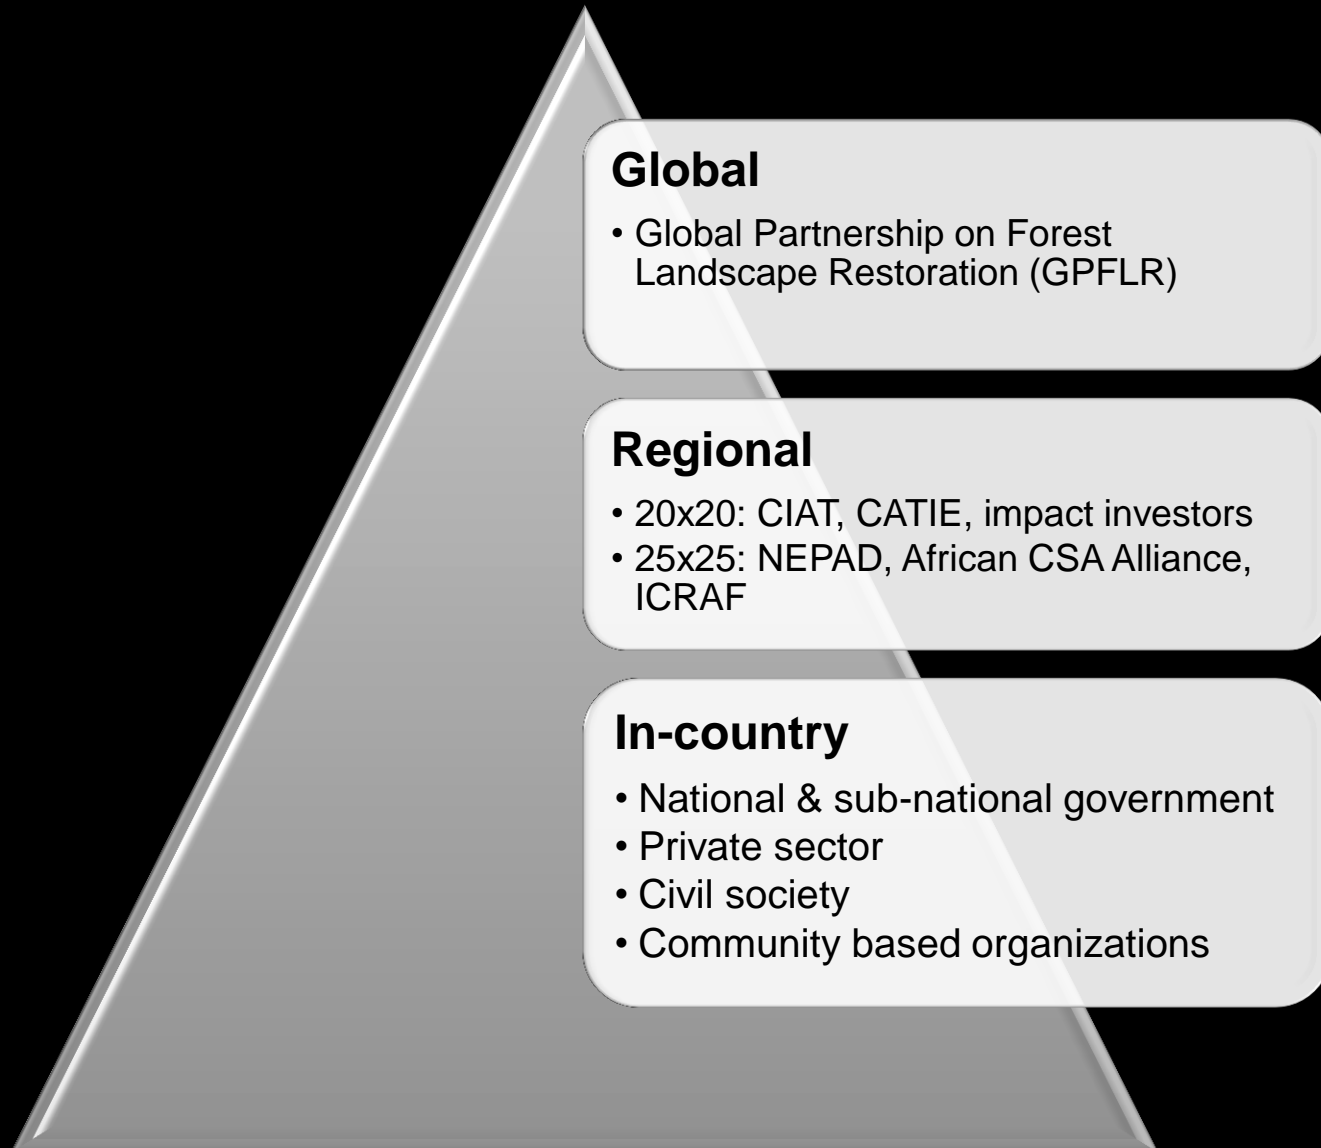 Global
• Global Partnership on Forest
Landscape Restoration (GPFLR)
Regional
• 20x20: CIAT, CATIE, impact investors
• 25x25: NEPAD, African CSA Alliance,
ICRAF
In-country
• National & sub-national government
• Private sector
• Civil society
• Community based organizations